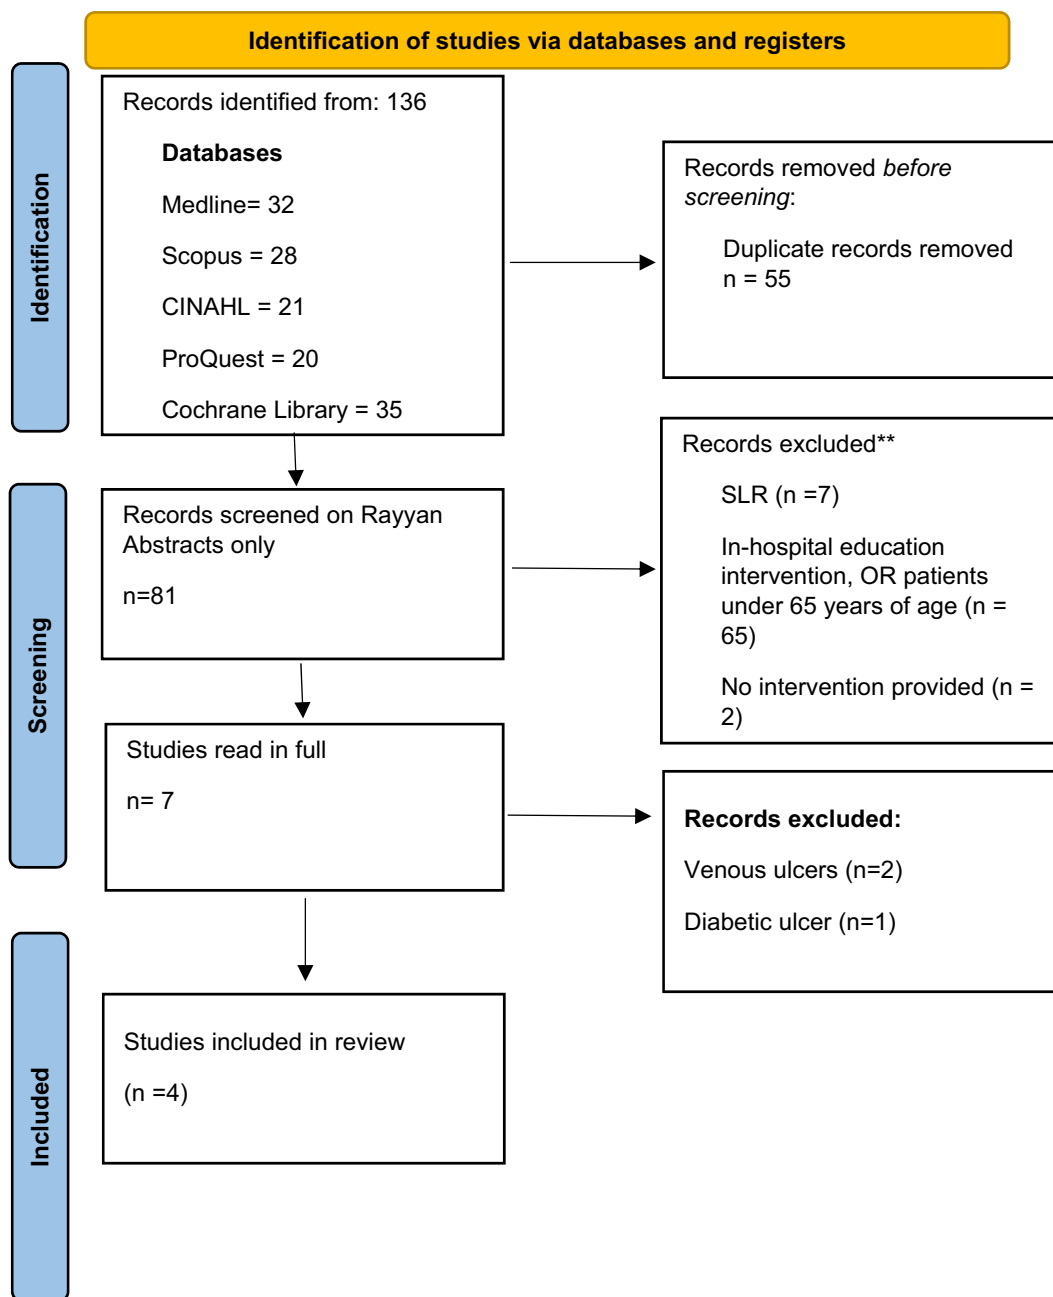 Identification of studies via databases and registers
Identification
Records identified from: 136
Databases
Medline= 32
Scopus = 28
CINAHL = 21
ProQuest = 20
Cochrane Library = 35
Records removed before
screening:
Duplicate records removed
n = 55
Screening
Records screened on Rayyan
Abstracts only
n=81
Records excluded**
SLR (n =7)
In-hospital education
intervention, OR patients
under 65 years of age (n =
65)
No intervention provided (n =
2)
Studies read in full
n= 7
Records excluded:
Venous ulcers (n=2)
Diabetic ulcer (n=1)
Included
Studies included in review
(n =4)